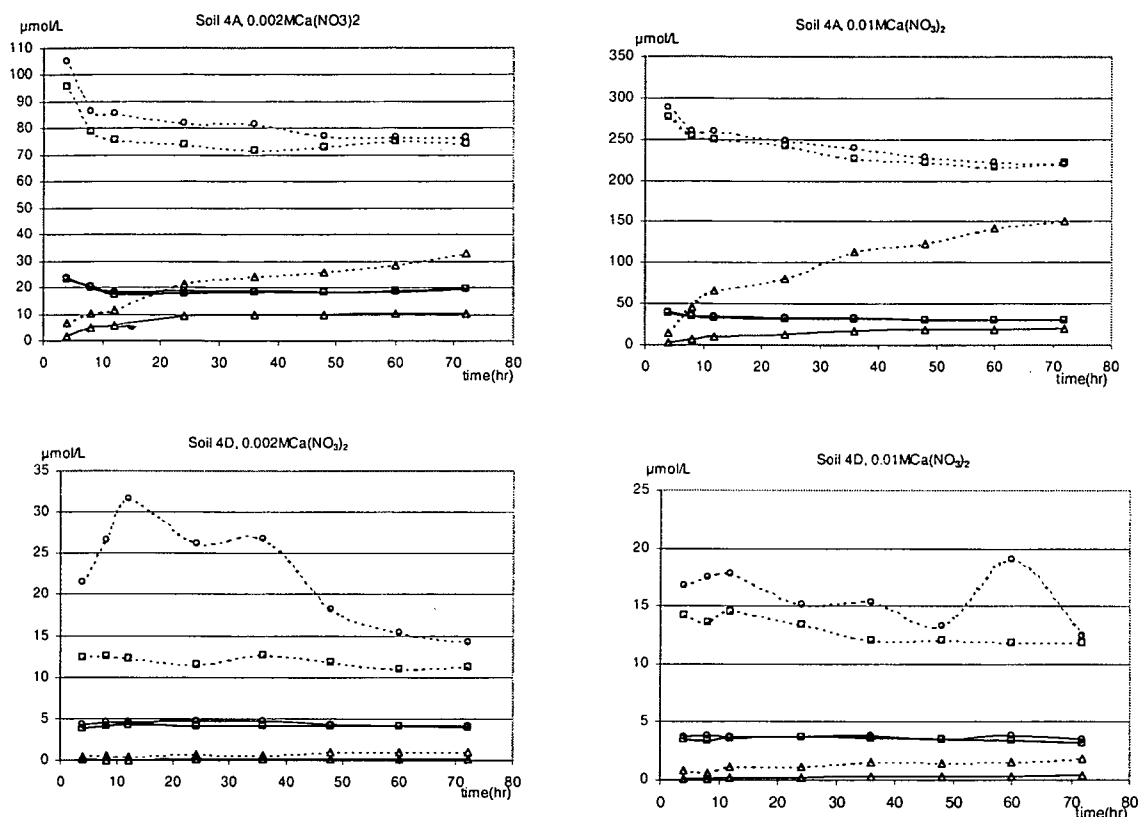 Soil 4A, 0.002MCa(NO3)2
µmol/L
110
100
90
80
70
60
50
40
30
20
10
0
0 10 20 30 40 50 60 70 80
time(hr)
Soil 4A, 0.01MCa(NO₃)₂
µmol/L
350
300
250
200
150
100
50
0
0 10 20 30 40 50 60 70 80
time(hr)
Soil 4D, 0.002MCa(NO₃)₂
µmol/L
35
30
25
20
15
10
5
0
0 10 20 30 40 50 60 70 80
time(hr)
Soil 4D, 0.01MCa(NO₃)₂
µmol/L
25
20
15
10
5
0
0 10 20 30 40 50 60 70 80
time(hr)